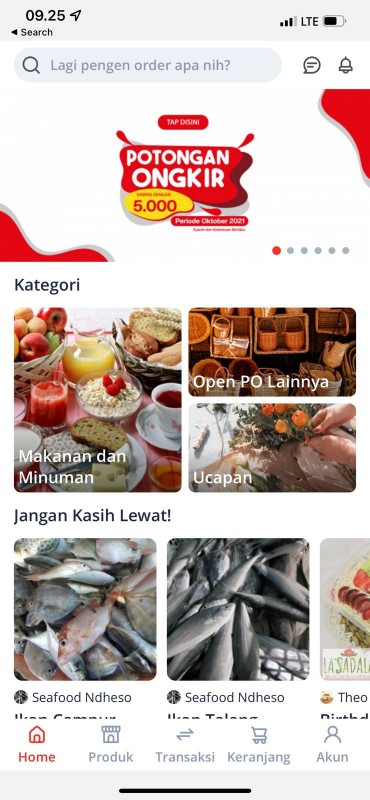 09.25
LTE
Search
Lagi pengen order apa nih?
TAP DISINI
POTONGAN
ONGKIR
SAMPAI DENGAN
5.000
Periode Oktober 2021
Syarat dan Ketentuan Berlaku
Kategori
Makanan dan
Minuman
Open PO Lainnya
Ucapan
Jangan Kasih Lewat!
LASADALA
Seafood Ndheso
Seafood Ndheso
Theo
Ikan Campur
Ikan Talang
Birthd
Home
Produk
Transaksi
Keranjang
Akun